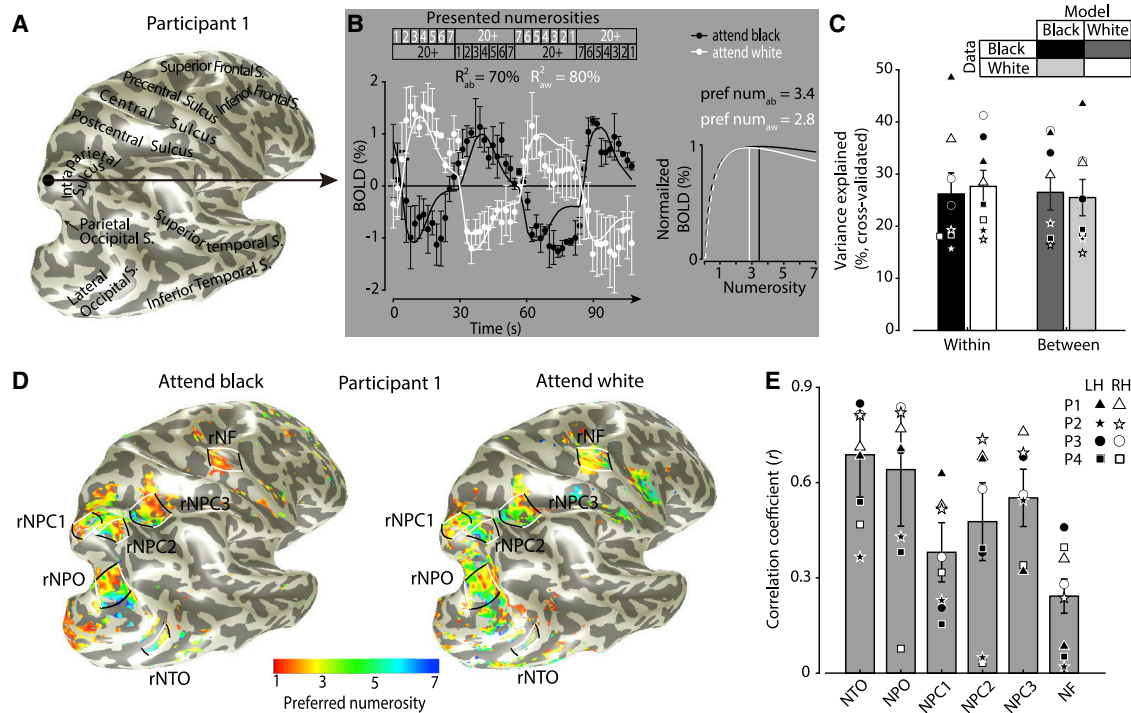 A
Participant 1
Superior Frontal S.
Precentral Sulcus
Inferior Frontal S.
Central Sulcus
Postcentral Sulcus
Intraparietal Sulcus
Parietal Occipital S.
Superior temporal S.
Lateral Occipital S.
Inferior Temporal S.
B
Presented numerosities
1 2 3 4 5 6 7 20+ 7 6 5 4 3 2 1 20+
20+ 1 2 3 4 5 6 7 20+ 7 6 5 4 3 2 1
attend black
attend white
R²ab = 70% R²aw = 80%
pref numab = 3.4
pref numaw = 2.8
BOLD (%)
2
1
0
-1
-2
0 30 60 90
Time (s)
Normalized BOLD (%)
1
0
1 3 5 7
Numerosity
C
Model
Black White
Data
Black
White
Variance explained
(%, cross-validated)
50
40
30
20
10
0
Within Between
D
Attend black
Participant 1
Attend white
rNF
rNPC3
rNPC1
rNPC2
rNPO
rNTO
rNF
rNPC3
rNPC1
rNPC2
rNPO
rNTO
1 3 5 7
Preferred numerosity
E
LH RH
P1
P2
P3
P4
Correlation coefficient (r)
0.9
0.6
0.3
0
NTO NPO NPC1 NPC2 NPC3 NF